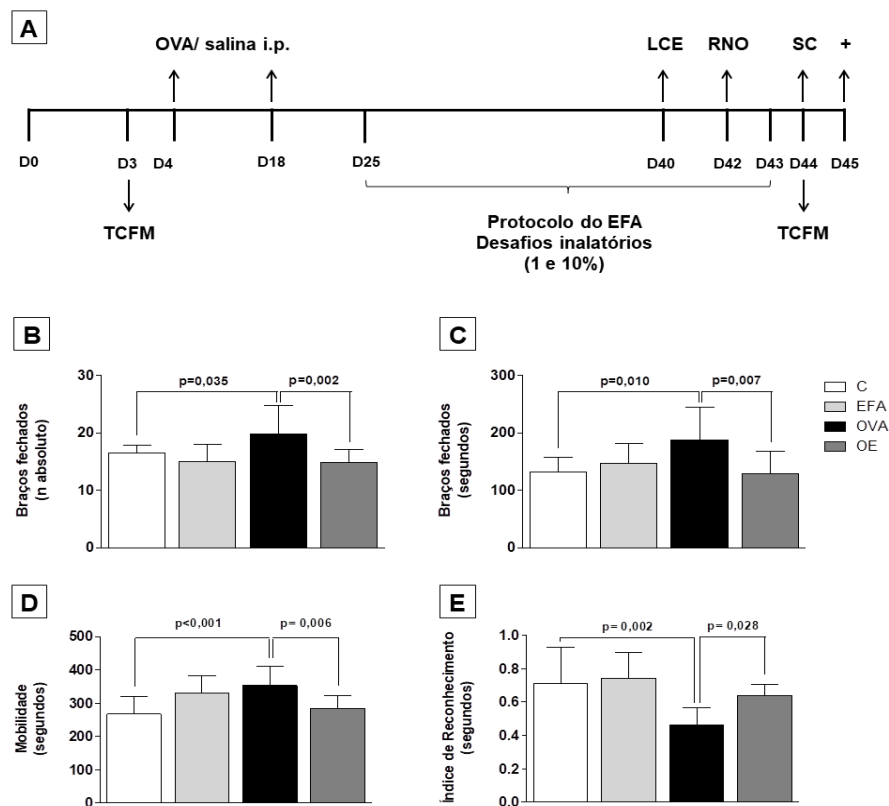 A
OVA/ salina i.p.
LCE
RNO
SC
+
D0
D3
D4
D18
D25
D40
D42
D43
D44
D45
TCFM
Protocolo do EFA
Desafios inalatórios
(1 e 10%)
TCFM
B
Braços fechados
(n absoluto)
30
20
10
0
p=0,035
p=0,002
C
Braços fechados
(segundos)
300
200
100
0
p=0,010
p=0,007
C
EFA
OVA
OE
D
Mobilidade
(segundos)
500
400
300
200
100
0
p<0,001
p= 0,006
E
Índice de Reconhecimento
(segundos)
1.0
0.8
0.6
0.4
0.2
0.0
p= 0,002
p= 0,028